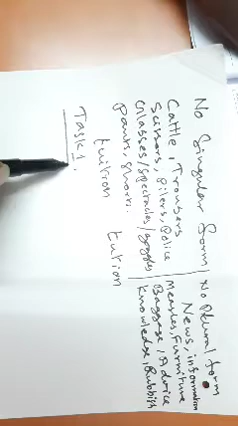 No Singular form | No Plural form
News, information
Cattle, Trousers | Measles, Furniture
Scissors, Pliers, Police | Baggage, Advice
Glasses/Spectacles/goggles | Knowledge, Rubbish
Pants, Shorts.
tuition tution
Task 1.